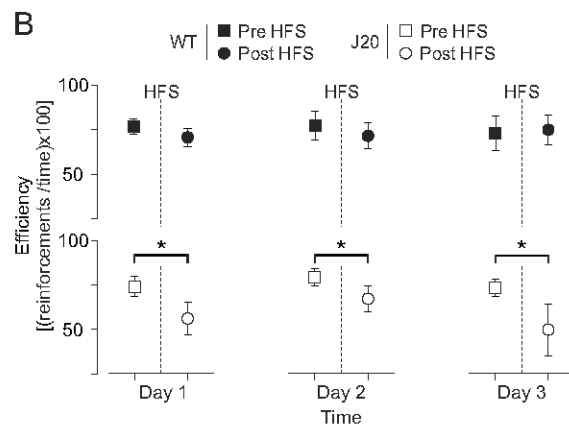 B
WT Pre HFS Post HFS
J20 Pre HFS Post HFS
Efficiency
[(reinforcements /time)x100]
100
50
100
50
HFS HFS HFS
* * *
Day 1 Day 2 Day 3
Time